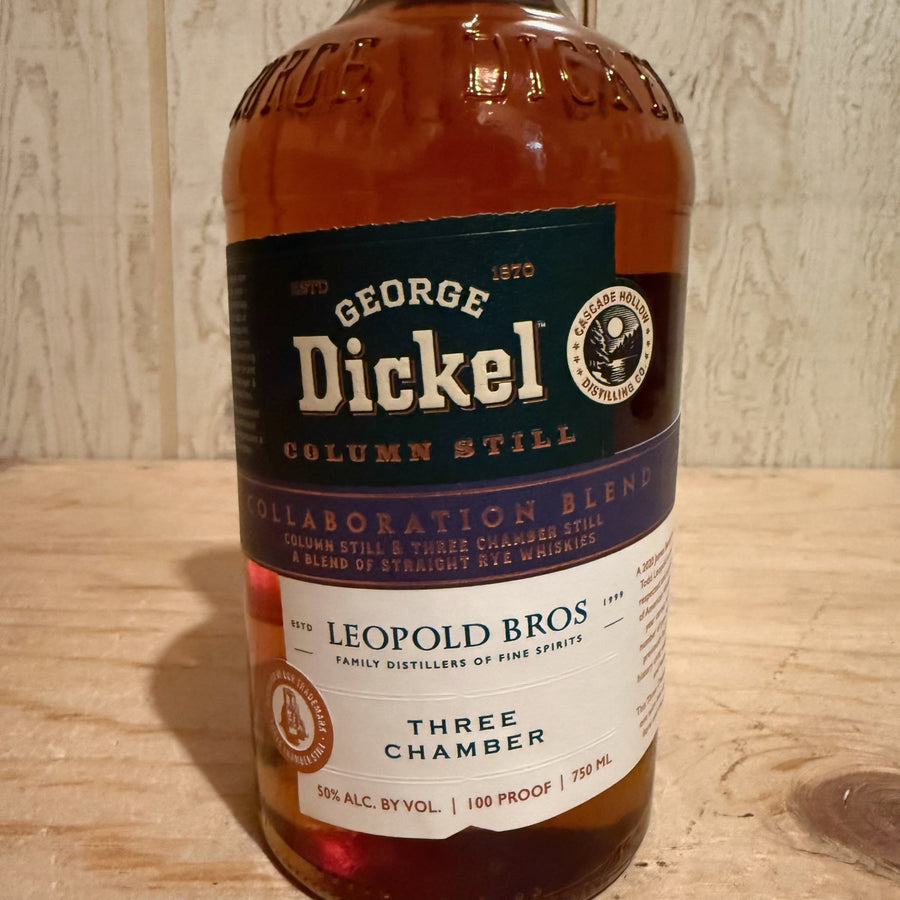 GEORGE DICKEL
ESTD 1870
GEORGE
Dickel™
COLUMN STILL
CASCADE HOLLOW
DISTILLING CO.
COLLABORATION BLEND
COLUMN STILL & THREE CHAMBER STILL
A BLEND OF STRAIGHT RYE WHISKIES
ESTD LEOPOLD BROS 1999
FAMILY DISTILLERS OF FINE SPIRITS
THREE
CHAMBER
TRADEMARK
50% ALC. BY VOL. | 100 PROOF | 750 ML